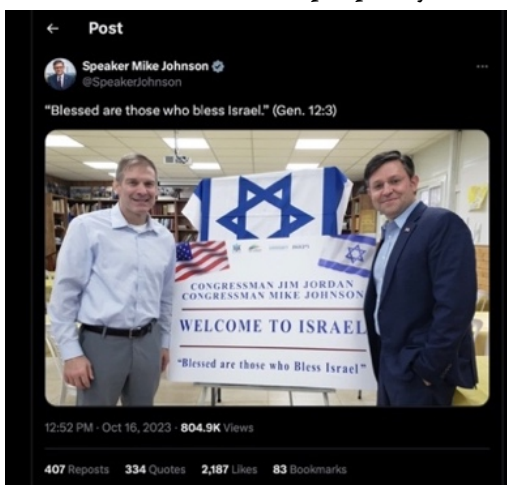 Post
Speaker Mike Johnson
@SpeakerJohnson
“Blessed are those who bless Israel.” (Gen. 12:3)
CONGRESSMAN JIM JORDAN
CONGRESSMAN MIKE JOHNSON
WELCOME TO ISRAEL
"Blessed are those who Bless Israel"
12:52 PM · Oct 16, 2023 · 804.9K Views
407 Reposts 334 Quotes 2,187 Likes 83 Bookmarks